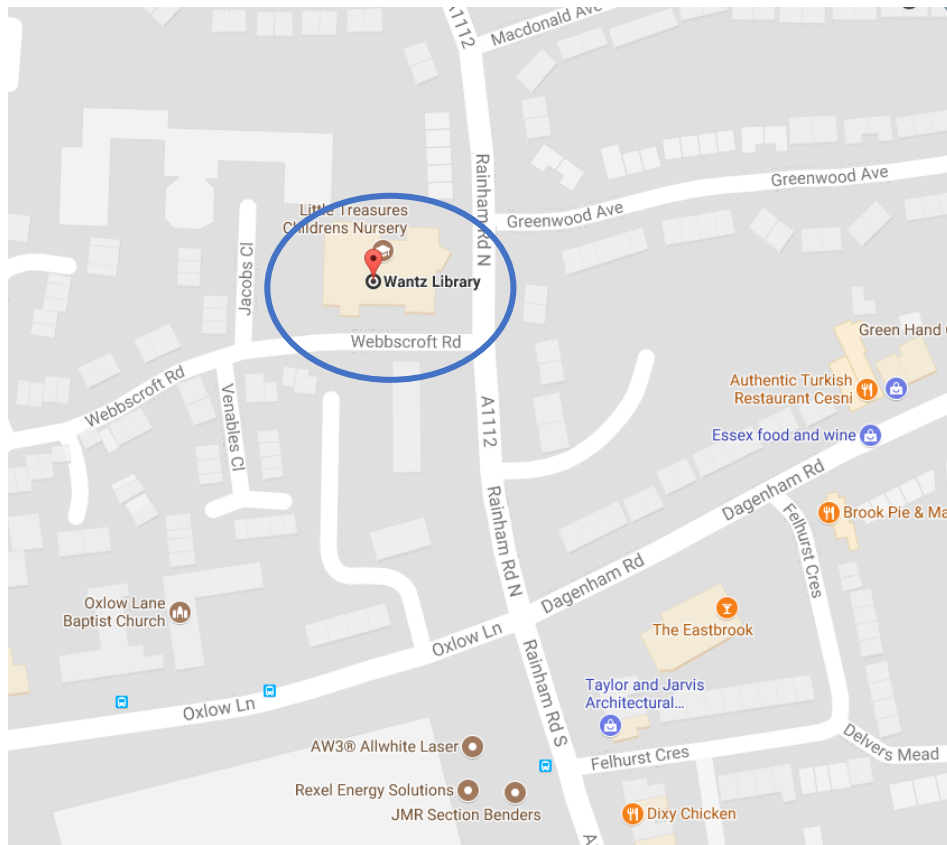 A1112
Macdonald Ave
Rainham Rd N
Greenwood Ave
Greenwood Ave
Little Treasures
Childrens Nursery
Jacobs Cl
Wantz Library
Webbscroft Rd
Green Hand
Authentic Turkish
Restaurant Cesni
Webbscroft Rd
Venables Cl
A1112
Essex food and wine
Dagenham Rd
Rainham Rd N
Felhurst Cres
Brook Pie & Ma
Dagenham Rd
Oxlow Lane
Baptist Church
The Eastbrook
Oxlow Ln
Rainham Rd S
Taylor and Jarvis
Architectural...
Oxlow Ln
AW3® Allwhite Laser
Felhurst Cres
Delvers Mead
Rexel Energy Solutions
JMR Section Benders
Dixy Chicken